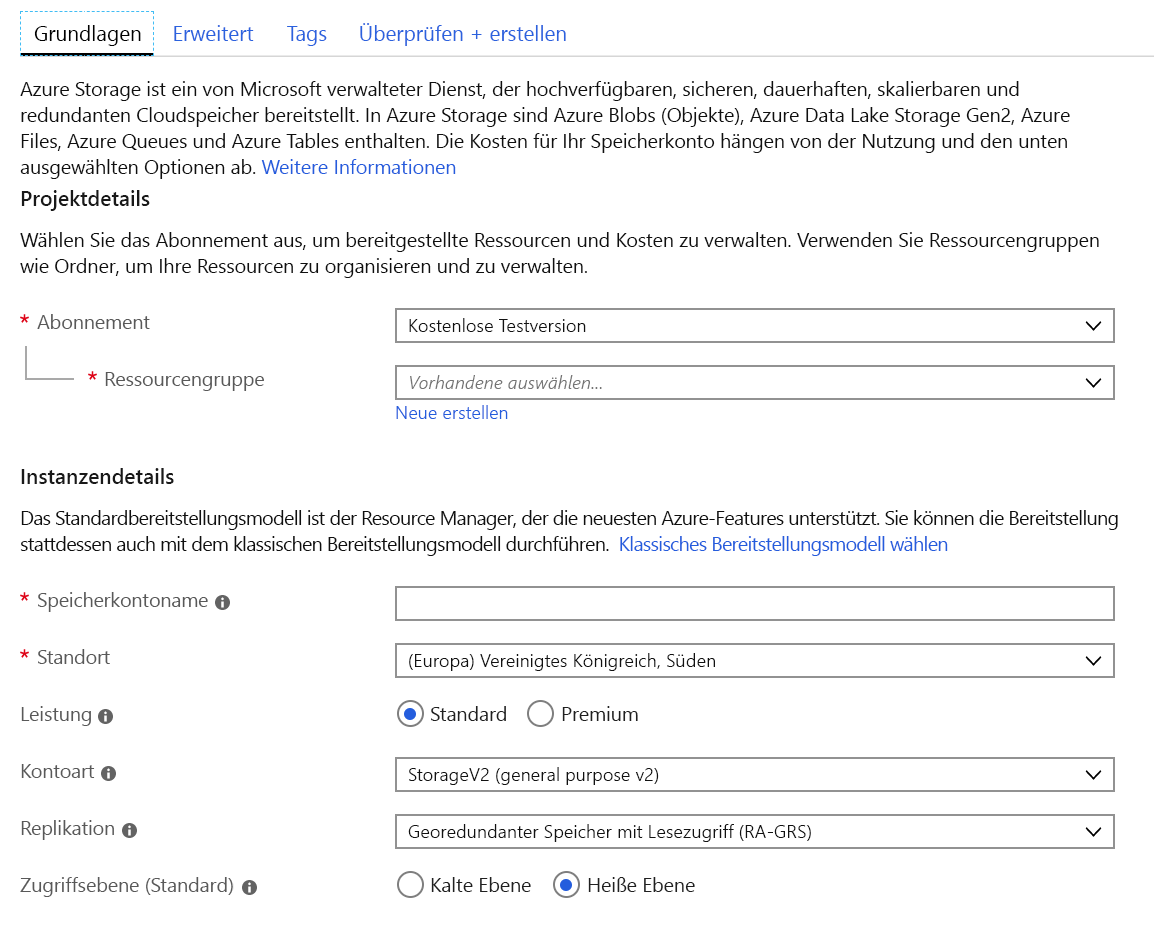 Grundlagen Erweitert Tags Überprüfen + erstellen
Azure Storage ist ein von Microsoft verwalteter Dienst, der hochverfügbaren, sicheren, dauerhaften, skalierbaren und
redundanten Cloudspeicher bereitstellt. In Azure Storage sind Azure Blobs (Objekte), Azure Data Lake Storage Gen2, Azure
Files, Azure Queues und Azure Tables enthalten. Die Kosten für Ihr Speicherkonto hängen von der Nutzung und den unten
ausgewählten Optionen ab. Weitere Informationen
Projektdetails
Wählen Sie das Abonnement aus, um bereitgestellte Ressourcen und Kosten zu verwalten. Verwenden Sie Ressourcengruppen
wie Ordner, um Ihre Ressourcen zu organisieren und zu verwalten.
* Abonnement Kostenlose Testversion
* Ressourcengruppe Vorhandene auswählen...
Neue erstellen
Instanzendetails
Das Standardbereitstellungsmodell ist der Resource Manager, der die neuesten Azure-Features unterstützt. Sie können die Bereitstellung
stattdessen auch mit dem klassischen Bereitstellungsmodell durchführen. Klassisches Bereitstellungsmodell wählen
* Speicherkontoname
* Standort (Europa) Vereinigtes Königreich, Süden
Leistung Standard Premium
Kontoart StorageV2 (general purpose v2)
Replikation Georedundanter Speicher mit Lesezugriff (RA-GRS)
Zugriffsebene (Standard) Kalte Ebene Heiße Ebene